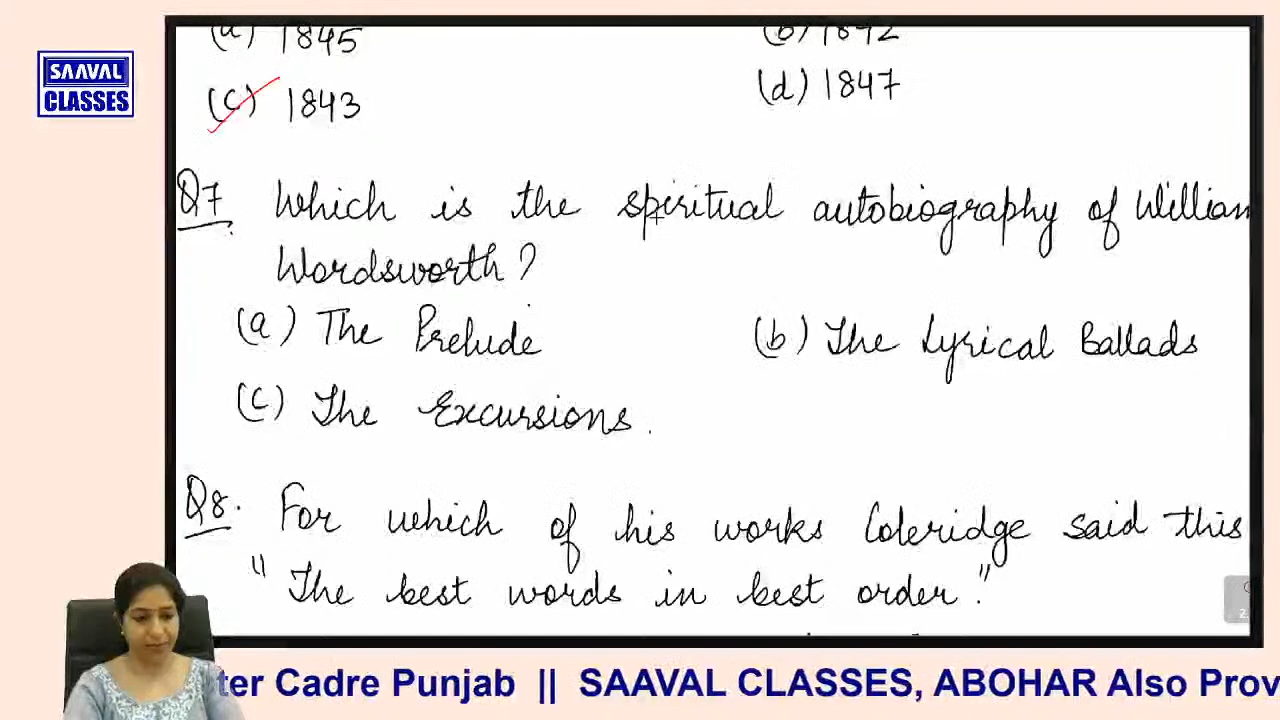 SAAVAL
CLASSES
(a) 1845 (b) 1842
(c) 1843 (d) 1847
Q7 Which is the spiritual autobiography of William
Wordsworth?
(a) The Prelude (b) The Lyrical Ballads
(c) The Excursions.
Q8. For which of his works Coleridge said this
"The best words in best order."
ter Cadre Punjab || SAAVAL CLASSES, ABOHAR Also Prov